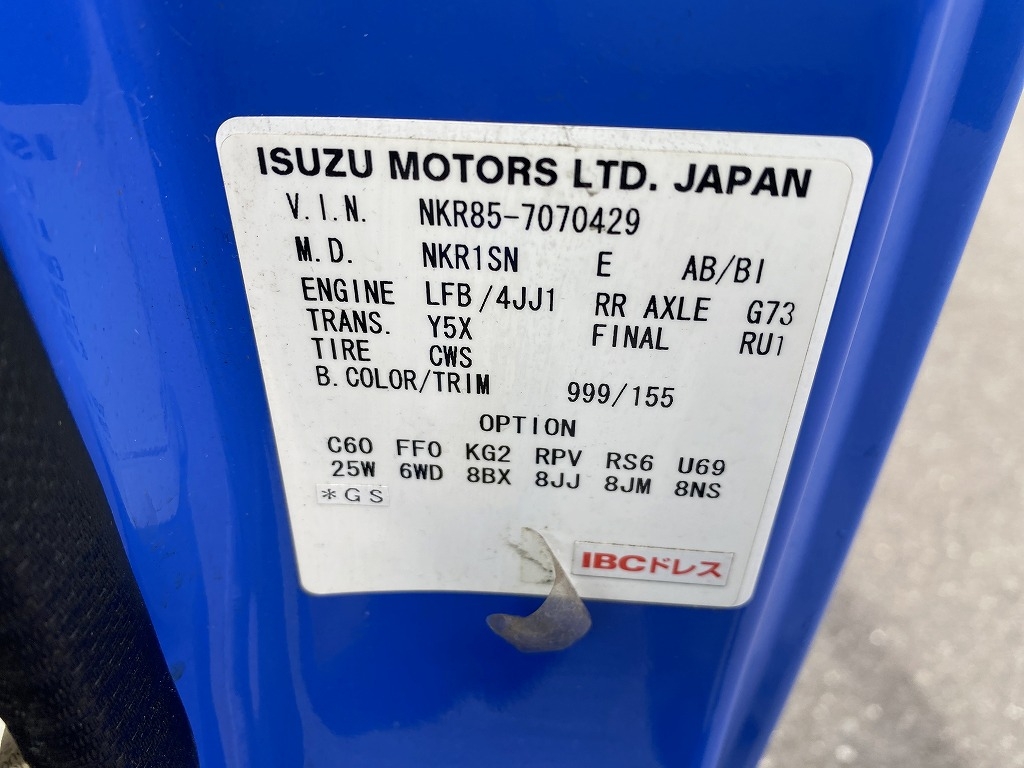 ISUZU MOTORS LTD. JAPAN
V.I.N. NKR85-7070429
M.D. NKR1SN E AB/BI
ENGINE LFB/4JJ1 RR AXLE G73
TRANS. Y5X FINAL RU1
TIRE CWS
B.COLOR/TRIM 999/155
OPTION
C60 FF0 KG2 RPV RS6 U69
25W 6WD 8BX 8JJ 8JM 8NS
*GS
IBCドレス